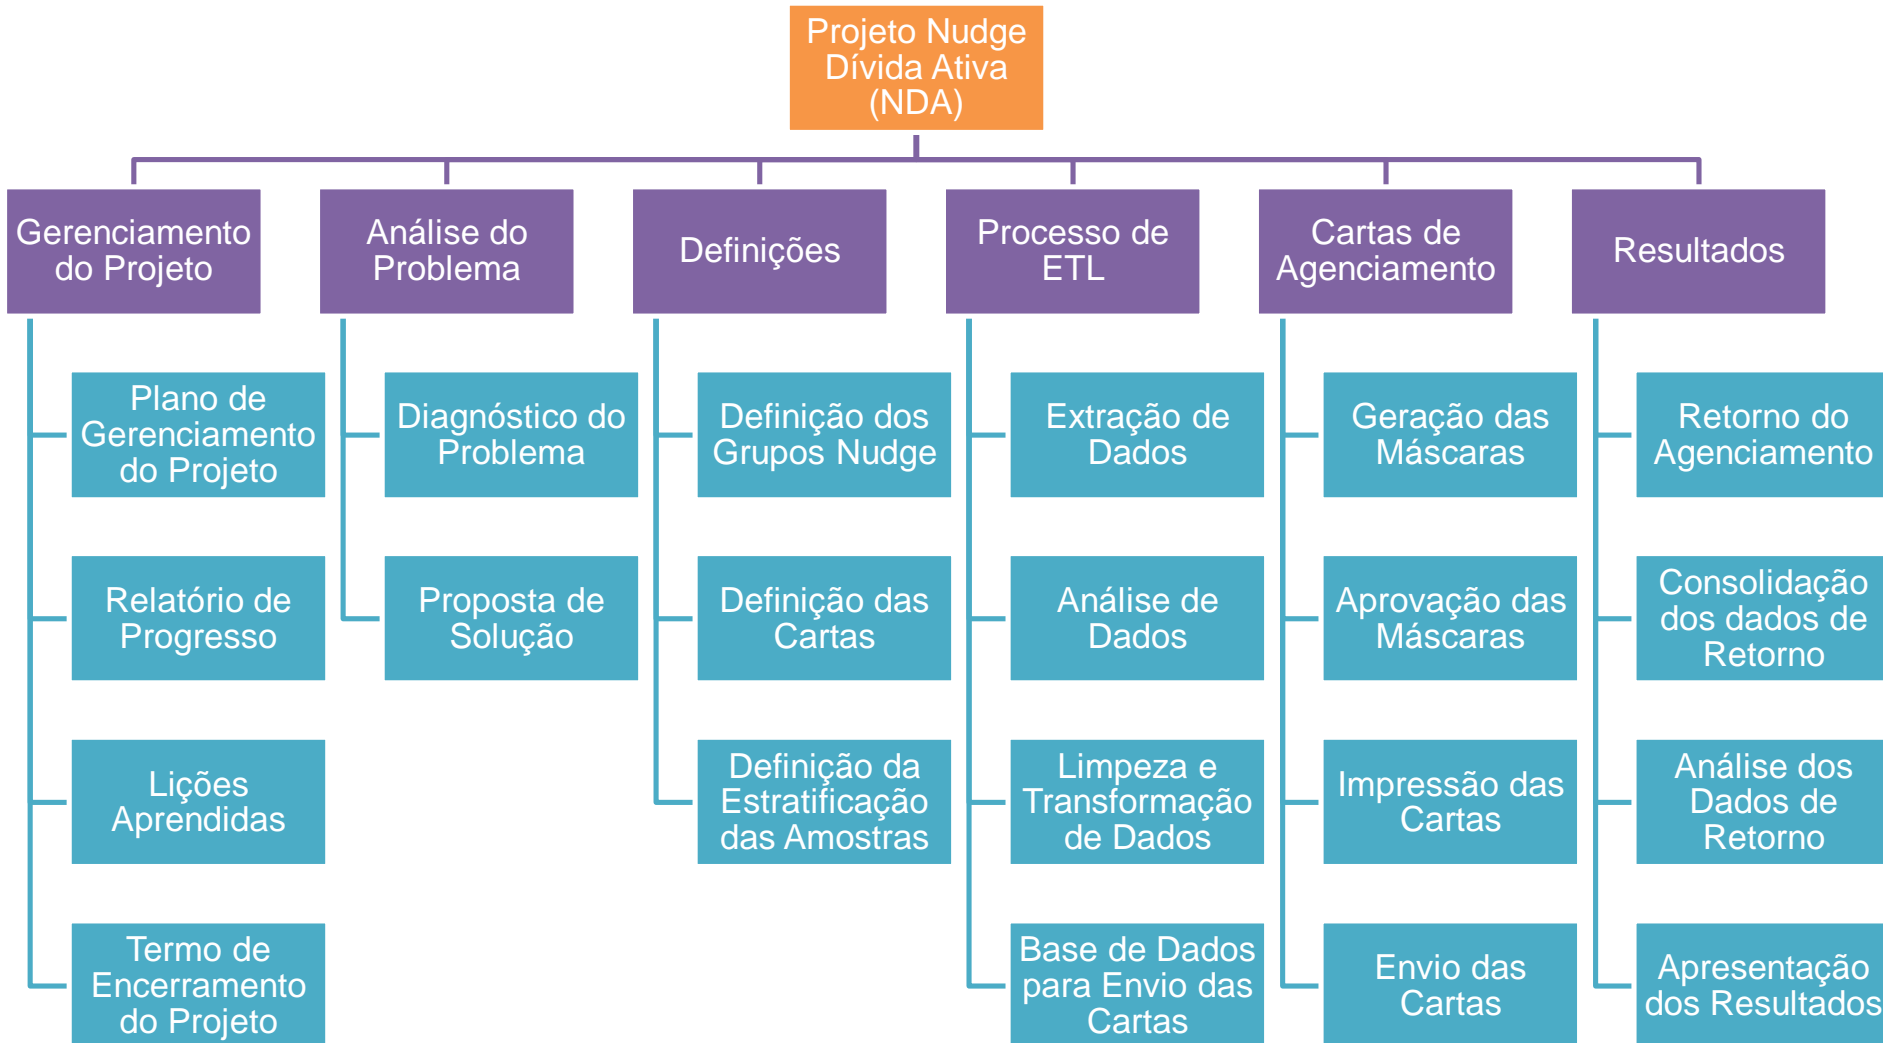 Projeto Nudge
Dívida Ativa
(NDA)
Gerenciamento
do Projeto
Análise do
Problema
Definições
Processo de
ETL
Cartas de
Agenciamento
Resultados
Plano de
Gerenciamento
do Projeto
Relatório de
Progresso
Lições
Aprendidas
Termo de
Encerramento
do Projeto
Diagnóstico do
Problema
Proposta de
Solução
Definição dos
Grupos Nudge
Definição das
Cartas
Definição da
Estratificação
das Amostras
Extração de
Dados
Análise de
Dados
Limpeza e
Transformação
de Dados
Base de Dados
para Envio das
Cartas
Geração das
Máscaras
Aprovação das
Máscaras
Impressão das
Cartas
Envio das
Cartas
Retorno do
Agenciamento
Consolidação
dos dados de
Retorno
Análise dos
Dados de
Retorno
Apresentação
dos Resultados